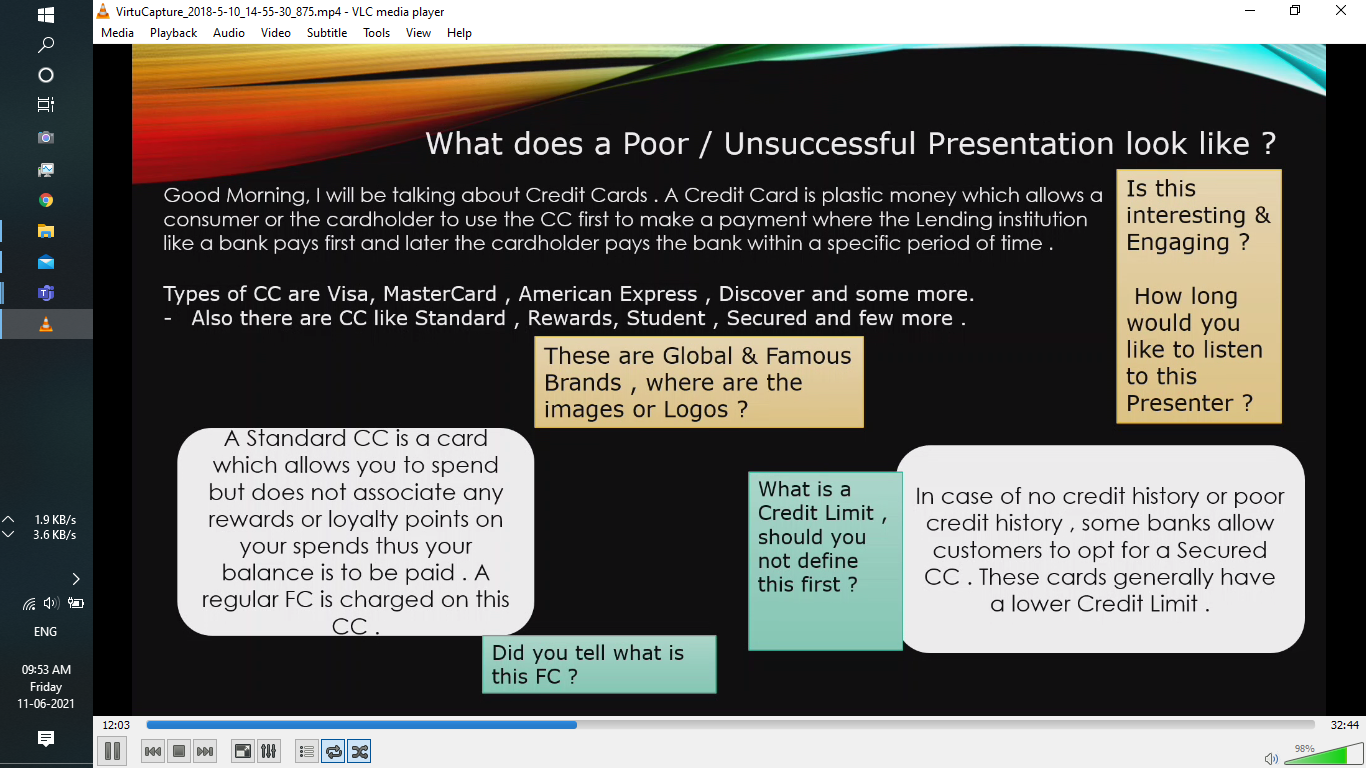 VirtuCapture_2018-5-10_14-55-30_875.mp4 - VLC media player
Media Playback Audio Video Subtitle Tools View Help
What does a Poor / Unsuccessful Presentation look like ?
Good Morning, I will be talking about Credit Cards . A Credit Card is plastic money which allows a
consumer or the cardholder to use the CC first to make a payment where the Lending institution
like a bank pays first and later the cardholder pays the bank within a specific period of time .
Types of CC are Visa, MasterCard , American Express , Discover and some more.
- Also there are CC like Standard , Rewards, Student , Secured and few more .
Is this
interesting &
Engaging ?
How long
would you
like to listen
to this
Presenter ?
These are Global & Famous
Brands , where are the
images or Logos ?
A Standard CC is a card
which allows you to spend
but does not associate any
rewards or loyalty points on
your spends thus your
balance is to be paid . A
regular FC is charged on this
CC .
Did you tell what is
this FC ?
What is a
Credit Limit ,
should you
not define
this first ?
In case of no credit history or poor
credit history , some banks allow
customers to opt for a Secured
CC . These cards generally have
a lower Credit Limit .
1.9 KB/s
3.6 KB/s
ENG
09:53 AM
Friday
11-06-2021
12:03
32:44
98%